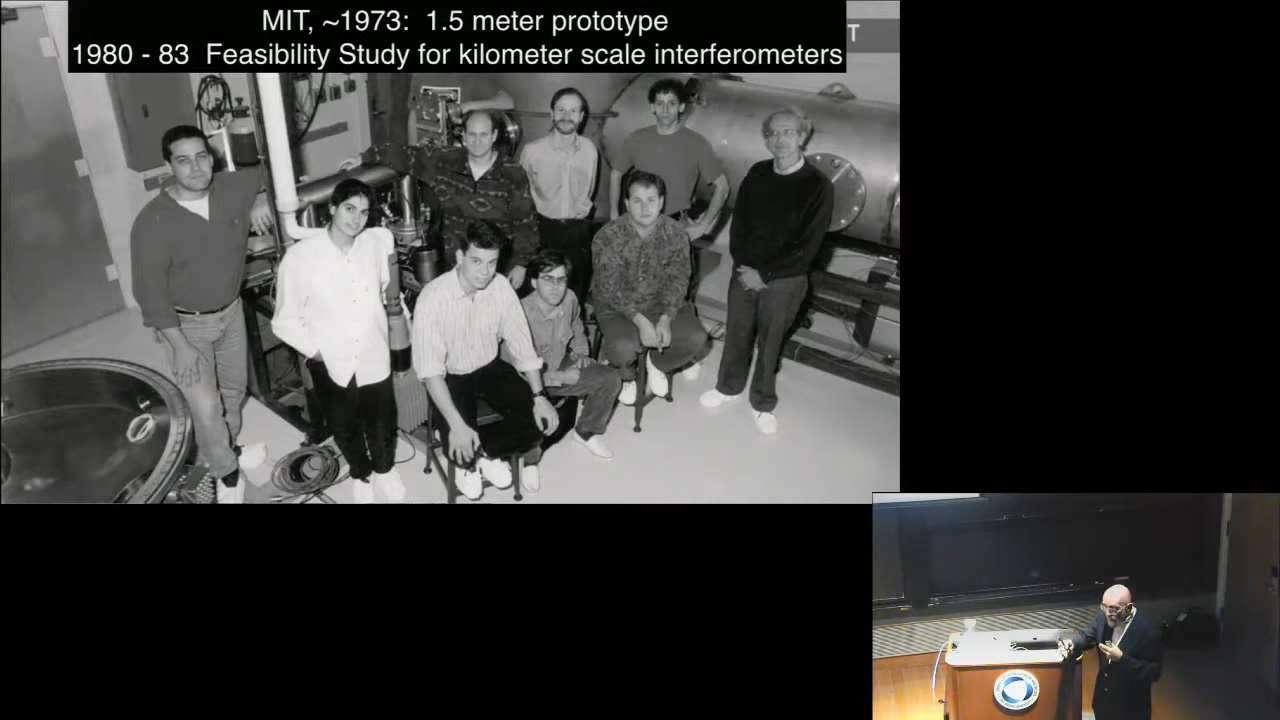 MIT, ~1973: 1.5 meter prototype
1980 - 83 Feasibility Study for kilometer scale interferometers
T